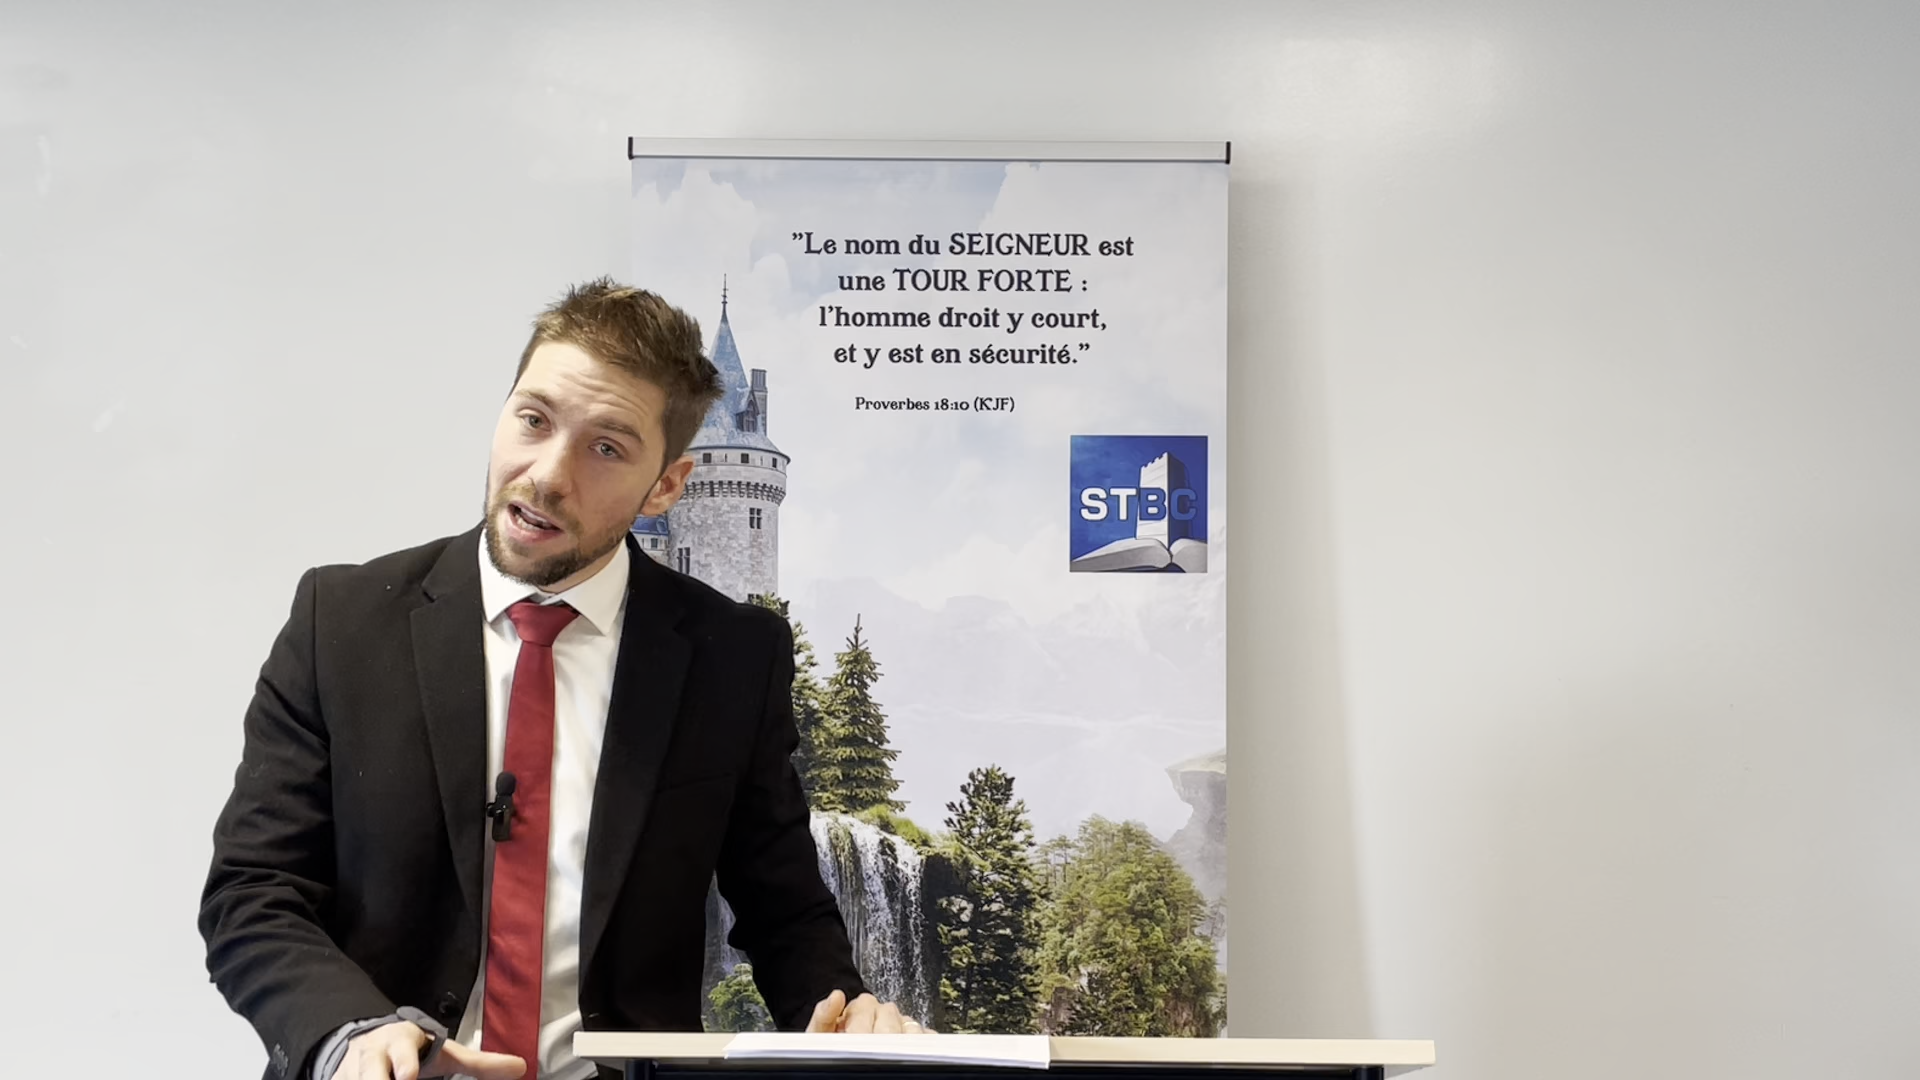 ”Le nom du SEIGNEUR est
une TOUR FORTE :
l’homme droit y court,
et y est en sécurité.”
Proverbes 18:10 (KJF)
STBC